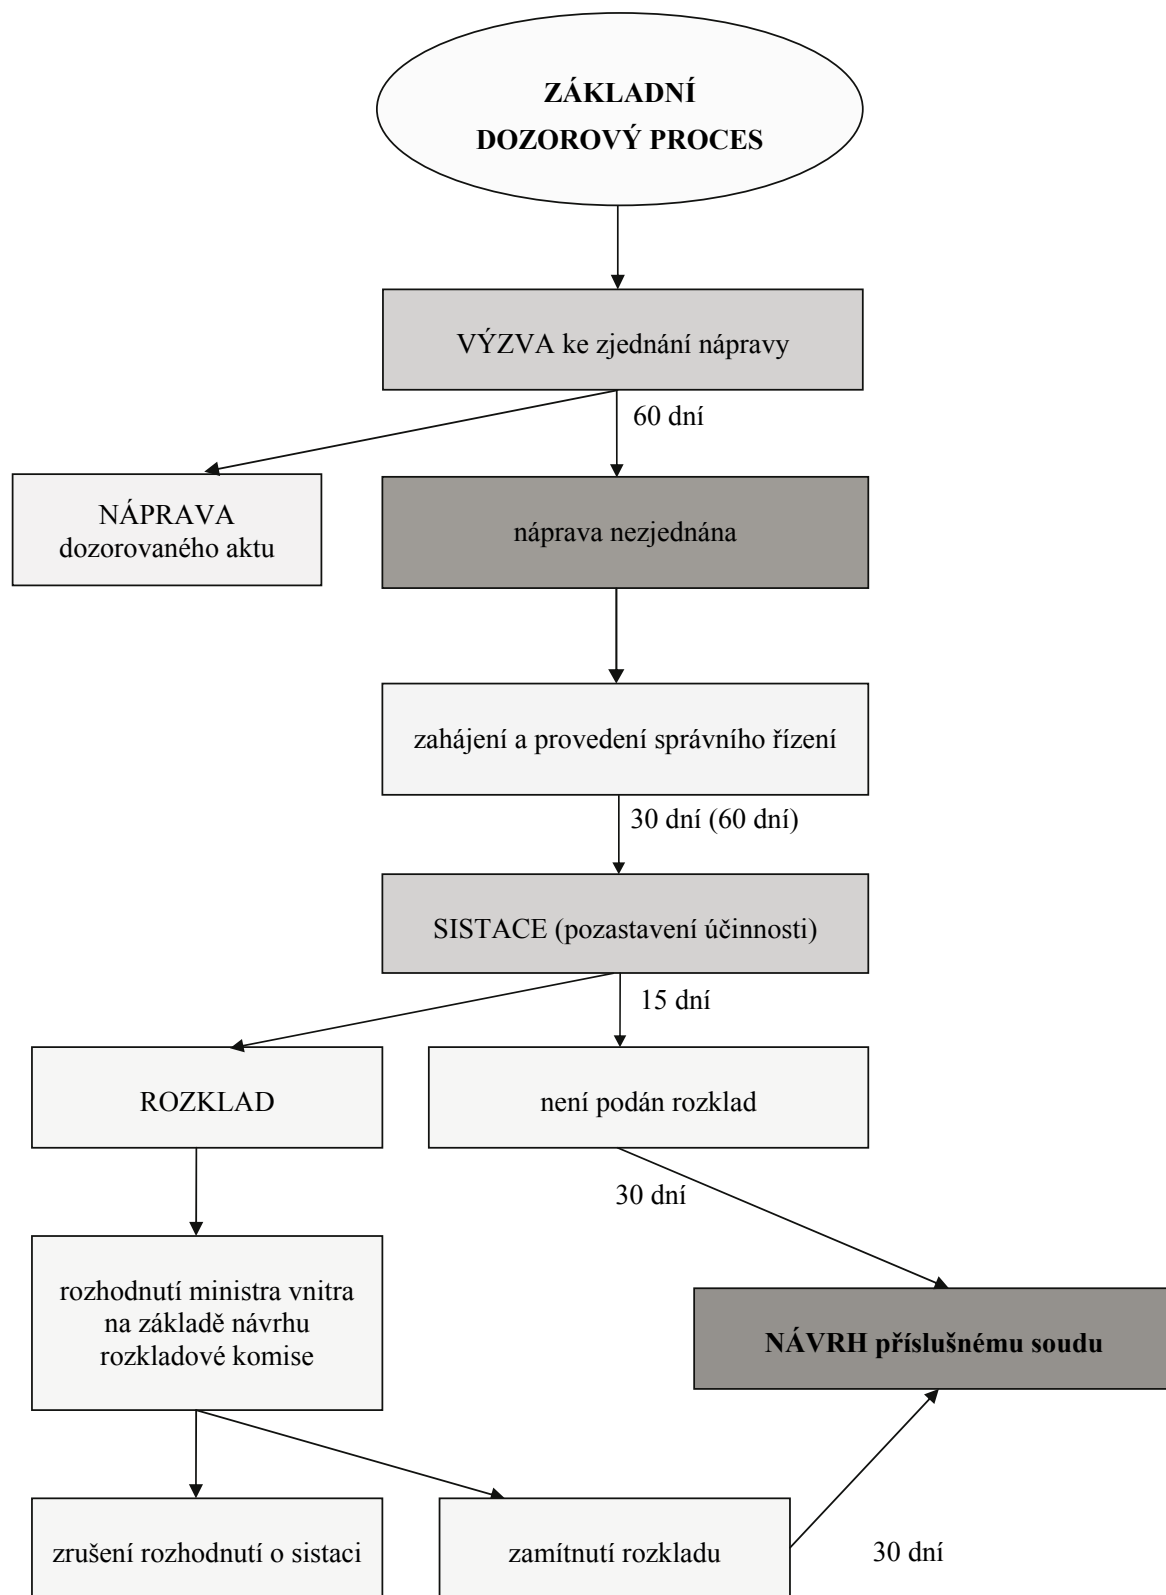 ZÁKLADNÍ
DOZOROVÝ PROCES
VÝZVA ke zjednání nápravy
60 dní
NÁPRAVA
dozorovaného aktu
náprava nezjednána
zahájení a provedení správního řízení
30 dní (60 dní)
SISTACE (pozastavení účinnosti)
15 dní
ROZKLAD
není podán rozklad
30 dní
rozhodnutí ministra vnitra
na základě návrhu
rozkladové komise
NÁVRH příslušnému soudu
zrušení rozhodnutí o sistaci
zamítnutí rozkladu
30 dní